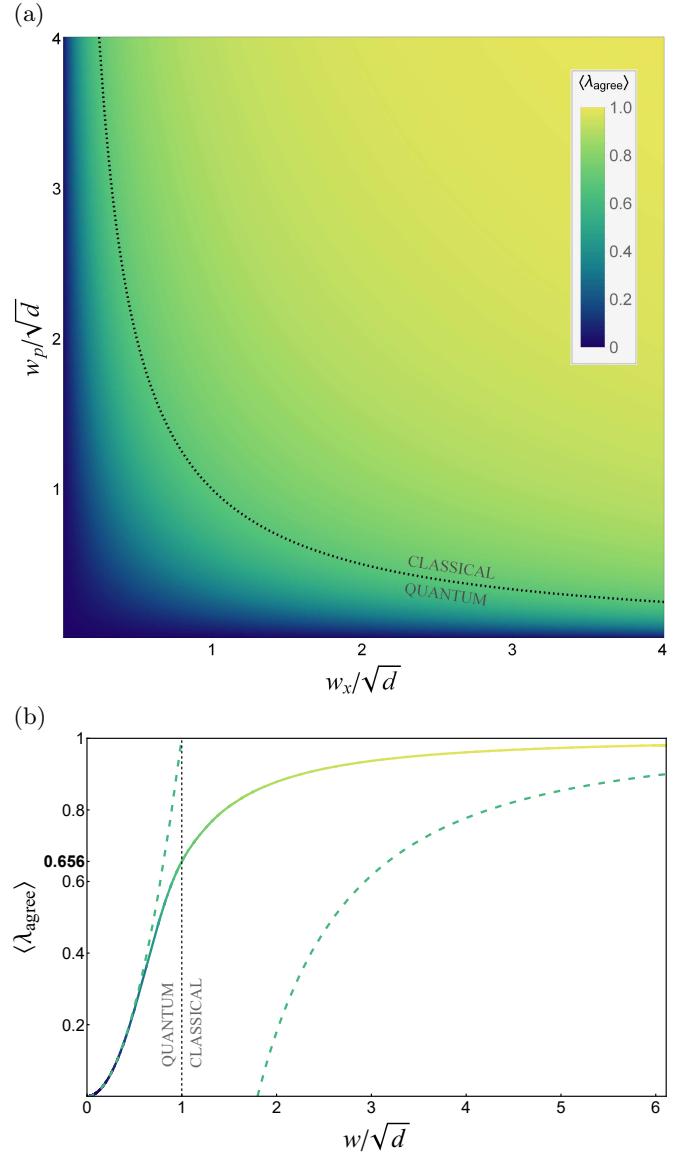 (a)
4
3
2
1
w_p/√d
⟨λ_agree⟩
1.0
0.8
0.6
0.4
0.2
0
CLASSICAL
QUANTUM
1 2 3 4
w_x/√d
(b)
1
0.8
0.656
0.6
0.4
0.2
⟨λ_agree⟩
QUANTUM
CLASSICAL
0 1 2 3 4 5 6
w/√d